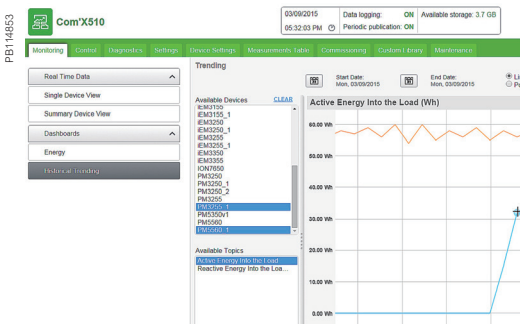 PB114853
Com'X510
03/09/2015
05:32:03 PM
Data logging: ON
Periodic publication: ON
Available storage: 3.7 GB
Monitoring Control Diagnostics Settings Device Settings Measurements Table Commissioning Custom Library Maintenance
Real Time Data
Single Device View
Summary Device View
Dashboards
Energy
Historical Trending
Trending
Start Date:
Mon, 03/09/2015
End Date:
Mon, 03/09/2015
Available Devices CLEAR
iEM3155
iEM3155_1
iEM3250
iEM3250_1
iEM3255
iEM3255_1
iEM3350
iEM3355
ION7650
PM3250
PM3250_1
PM3250_2
PM3255
PM3255_1
PM5350v1
PM5560
PM5560_1
Available Topics
Active Energy Into the Load
Reactive Energy Into the Loa...
Active Energy Into the Load (Wh)
60.00 Wh
50.00 Wh
40.00 Wh
30.00 Wh
20.00 Wh
10.00 Wh
0.00 Wh